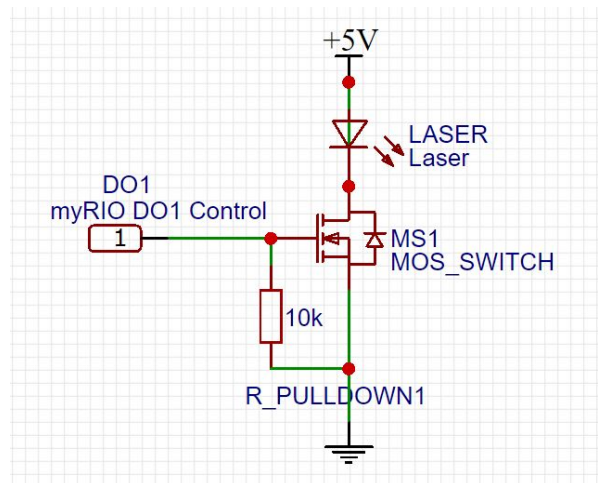 +5V
LASER
Laser
DO1
myRIO DO1 Control
1
MS1
MOS_SWITCH
10k
R_PULLDOWN1